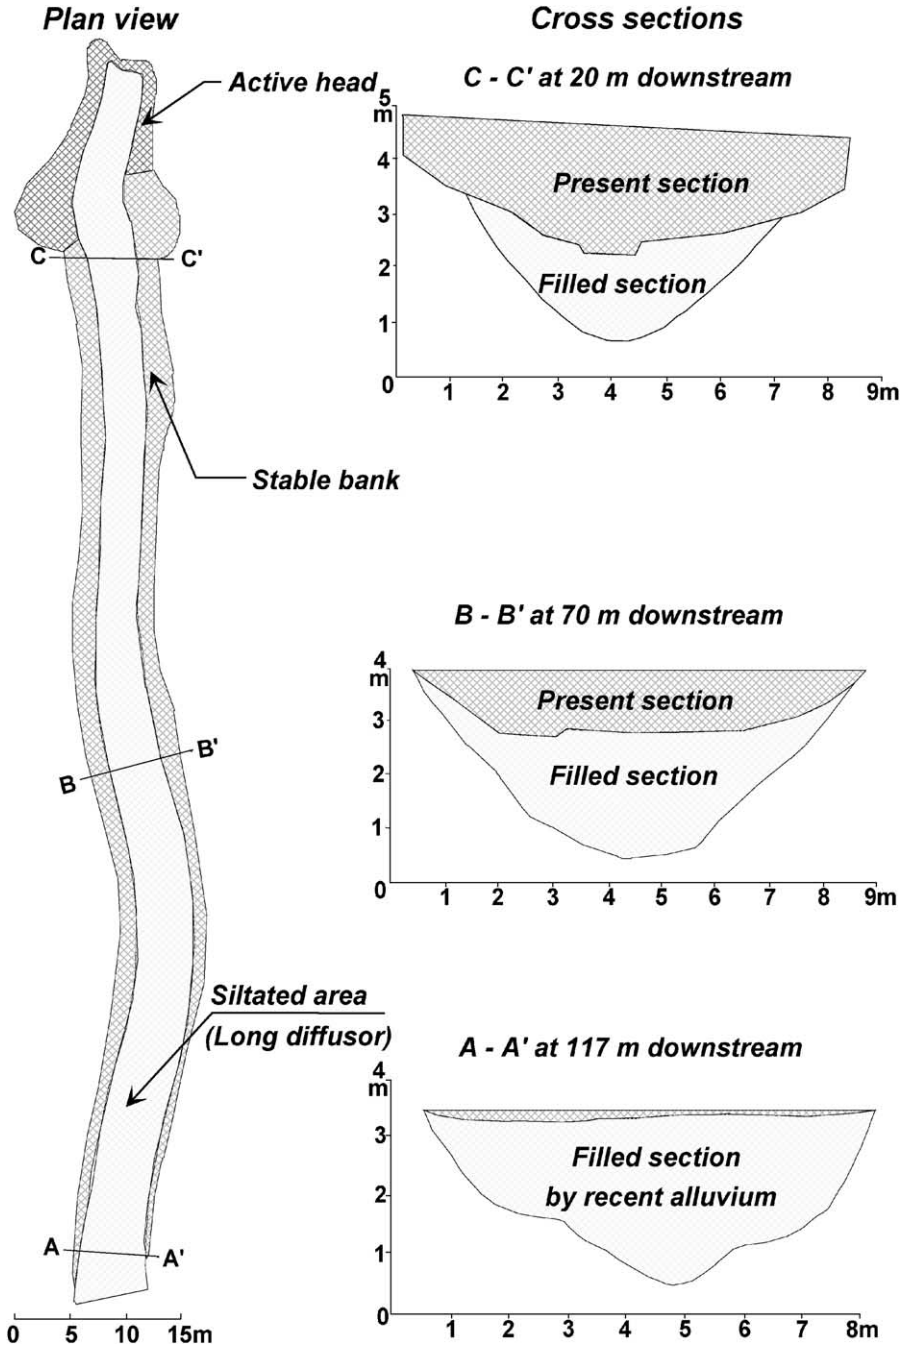 Plan view
Cross sections
Active head
C - C' at 20 m downstream
5
m
4
3
2
1
0
1 2 3 4 5 6 7 8 9m
Present section
Filled section
C
C'
Stable bank
B - B' at 70 m downstream
4
m
3
2
1
0
1 2 3 4 5 6 7 8 9m
Present section
Filled section
B
B'
Siltated area
(Long diffusor)
A - A' at 117 m downstream
4
m
3
2
1
0
1 2 3 4 5 6 7 8m
Filled section
by recent alluvium
A
A'
0 5 10 15m